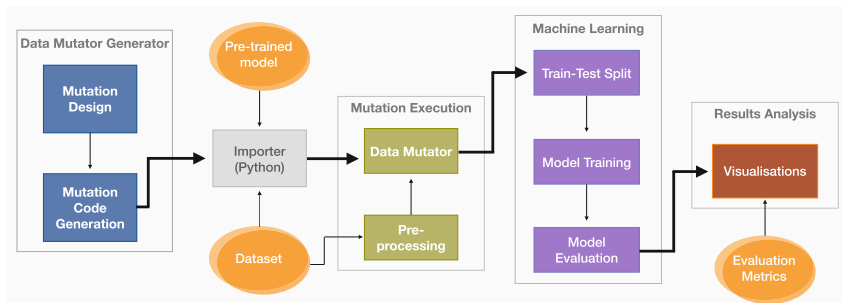 Data Mutator Generator
Mutation
Design
Mutation
Code
Generation
Pre-trained
model
Importer
(Python)
Dataset
Mutation Execution
Data Mutator
Pre-
processing
Machine Learning
Train-Test Split
Model Training
Model
Evaluation
Results Analysis
Visualisations
Evaluation
Metrics